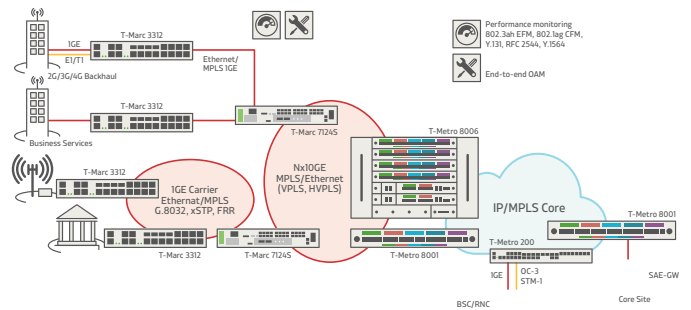 T-Marc 3312
1GE
E1/T1
2G/3G/4G Backhaul
Ethernet/
MPLS 1GE
Performance monitoring
802.3ah EFM, 802.1ag CFM,
Y.131, RFC 2544, Y.1564
End-to-end OAM
T-Marc 3312
Business Services
T-Marc 7124S
T-Metro 8006
T-Marc 3312
1GE Carrier
Ethernet/MPLS
G.8032, xSTP, FRR
Nx10GE
MPLS/Ethernet
(VPLS, HVPLS)
IP/MPLS Core
T-Metro 8001
T-Marc 3312
T-Marc 7124S
T-Metro 8001
T-Metro 200
1GE
OC-3
STM-1
SAE-GW
BSC/RNC
Core Site